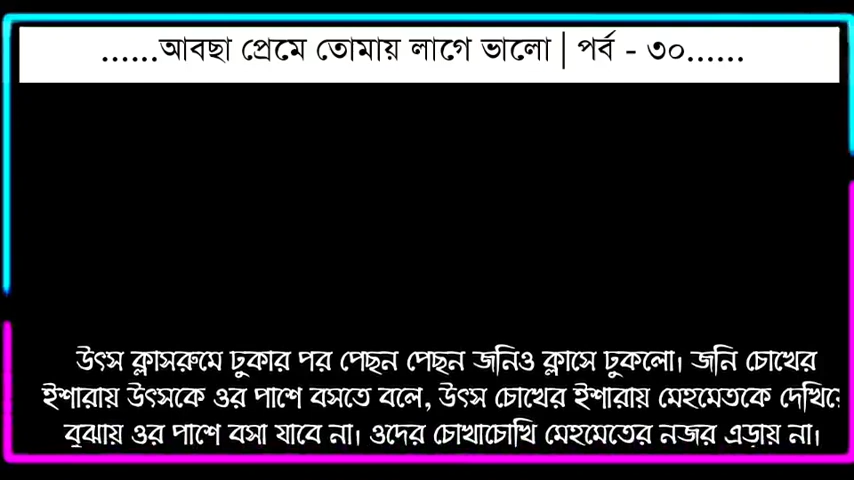 ......আবছা প্রেমে তোমায় লাগে ভালো | পর্ব - ৩০......
উৎস ক্লাসরুমে ঢুকার পর পেছন পেছন জনিও ক্লাসে ঢুকলো। জনি চোখের
ইশারায় উৎসকে ওর পাশে বসতে বলে, উৎস চোখের ইশারায় মেহমেতকে দেখিয়ে
বুঝায় ওর পাশে বসা যাবে না। ওদের চোখাচোখি মেহমেতের নজর এড়ায় না।